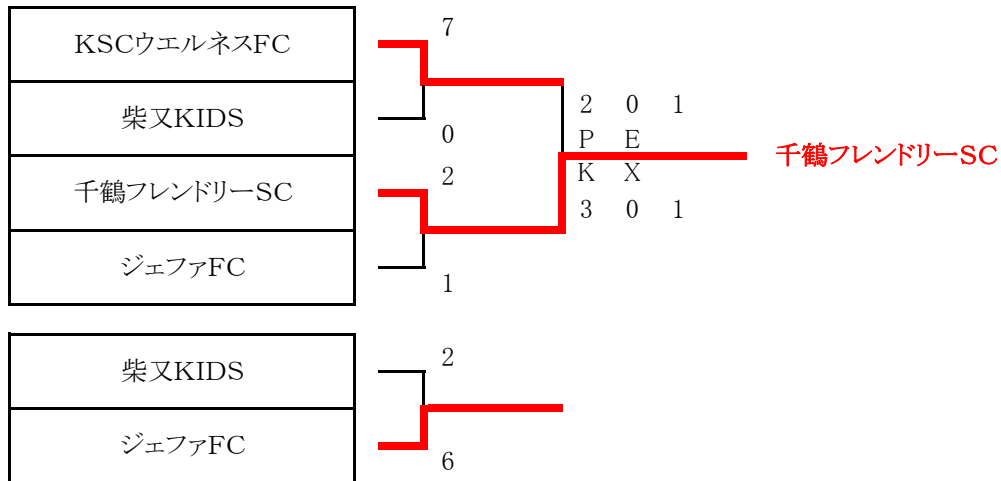 KSCウエルネスFC
7
柴又KIDS
0
千鶴フレンドリーSC
2
ジェファFC
1
2 0 1
P E
K X
3 0 1
千鶴フレンドリーSC
柴又KIDS
2
ジェファFC
6